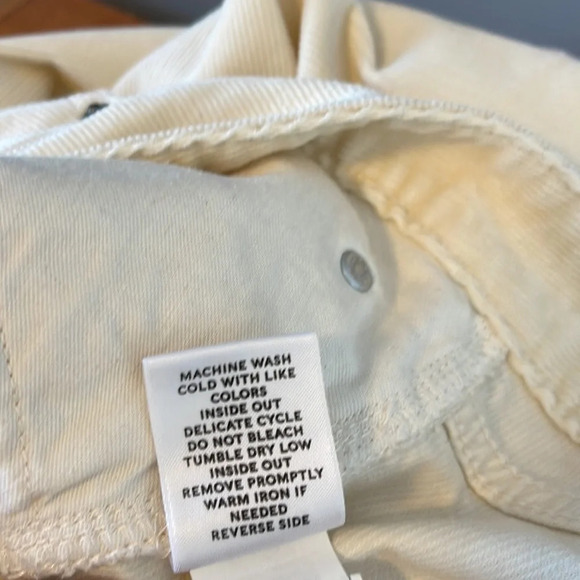 MACHINE WASH
COLD WITH LIKE
COLORS
INSIDE OUT
DELICATE CYCLE
DO NOT BLEACH
TUMBLE DRY LOW
INSIDE OUT
REMOVE PROMPTLY
WARM IRON IF
NEEDED
REVERSE SIDE